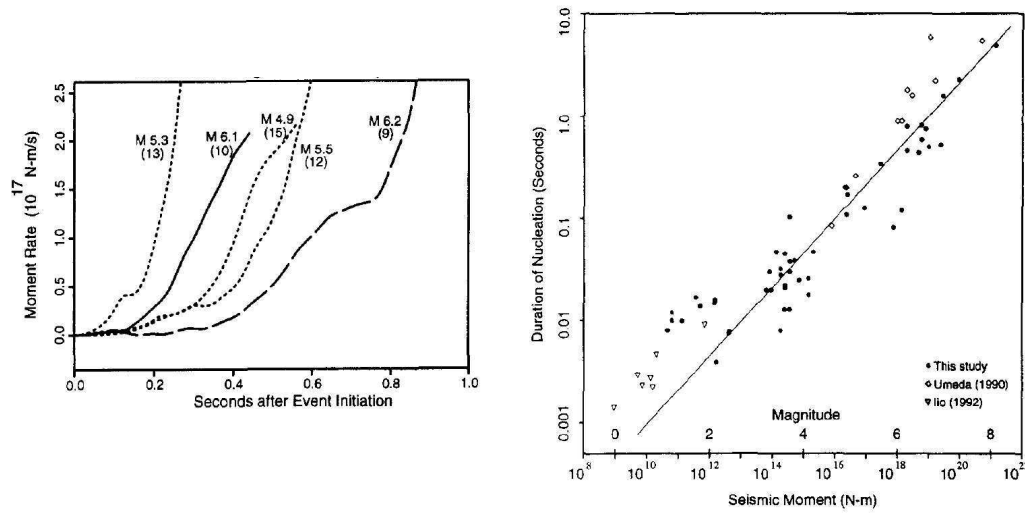 2.5
2.0
1.5
1.0
0.5
0.0
Moment Rate (10^17 N-m/s)
M 5.3
(13)
M 6.1
(10)
M 4.9
(15)
M 5.5
(12)
M 6.2
(9)
0.0 0.2 0.4 0.6 0.8 1.0
Seconds after Event Initiation
10.0
1.0
0.1
0.01
0.001
Duration of Nucleation (Seconds)
This study
Umeda (1990)
Iio (1992)
Magnitude
0 2 4 6 8
10^8 10^10 10^12 10^14 10^16 10^18 10^20
Seismic Moment (N-m)